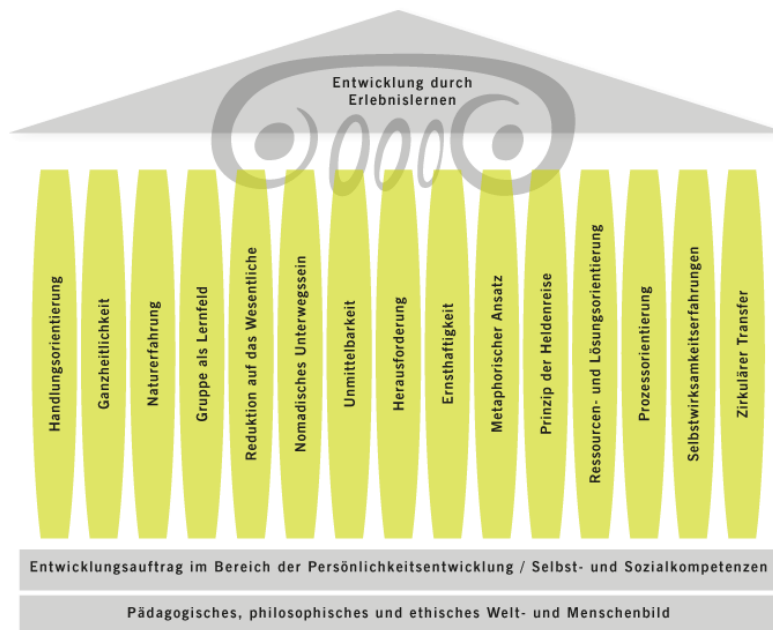 Entwicklung durch
Erlebnislernen
Handlungsorientierung
Ganzheitlichkeit
Naturerfahrung
Gruppe als Lernfeld
Reduktion auf das Wesentliche
Nomadisches Unterwegssein
Unmittelbarkeit
Herausforderung
Ernsthaftigkeit
Metaphorischer Ansatz
Prinzip der Heldenreise
Ressourcen- und Lösungsorientierung
Prozessorientierung
Selbstwirksamkeitserfahrungen
Zirkulärer Transfer
Entwicklungsauftrag im Bereich der Persönlichkeitsentwicklung / Selbst- und Sozialkompetenzen
Pädagogisches, philosophisches und ethisches Welt- und Menschenbild